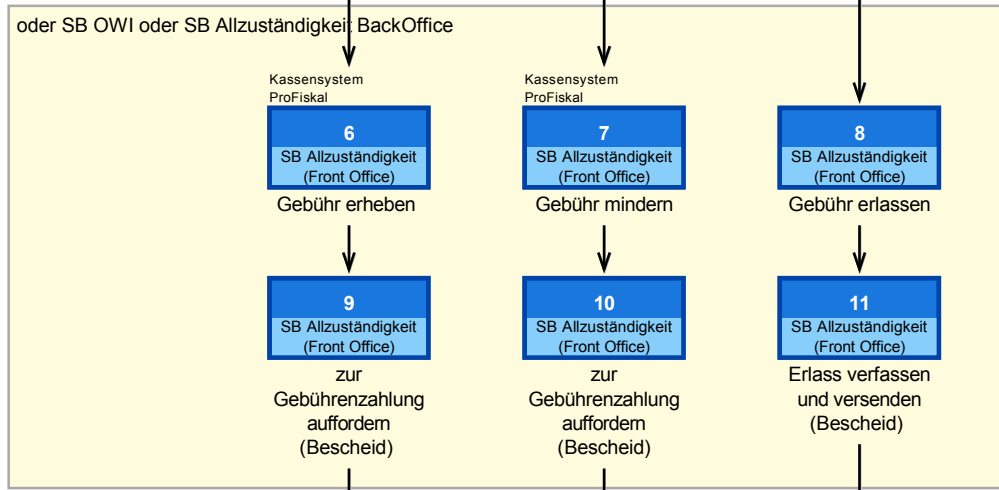 oder SB OWI oder SB Allzuständigkeit BackOffice
Kassensystem
ProFiskal
6
SB Allzuständigkeit
(Front Office)
Gebühr erheben
Kassensystem
ProFiskal
7
SB Allzuständigkeit
(Front Office)
Gebühr mindern
8
SB Allzuständigkeit
(Front Office)
Gebühr erlassen
9
SB Allzuständigkeit
(Front Office)
zur
Gebührenzahlung
auffordern
(Bescheid)
10
SB Allzuständigkeit
(Front Office)
zur
Gebührenzahlung
auffordern
(Bescheid)
11
SB Allzuständigkeit
(Front Office)
Erlass verfassen
und versenden
(Bescheid)